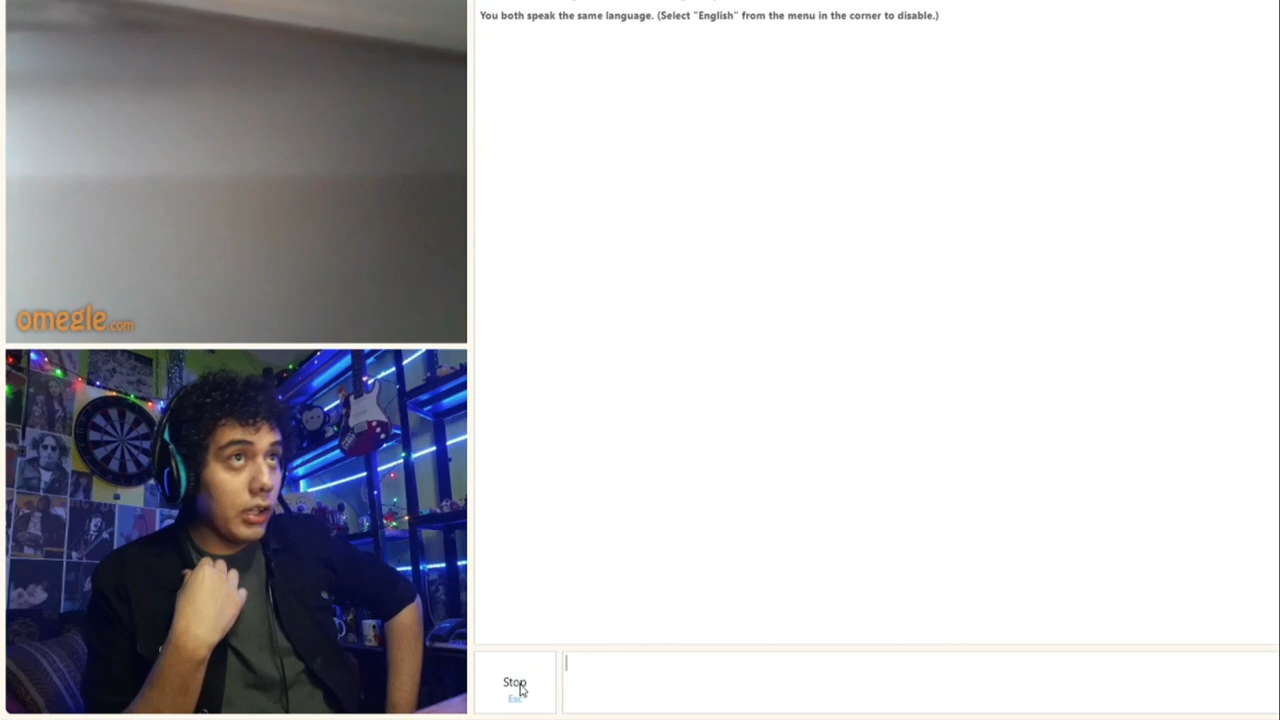 You both speak the same language. (Select "English" from the menu in the corner to disable.)
omegle.com
Stop
Esc